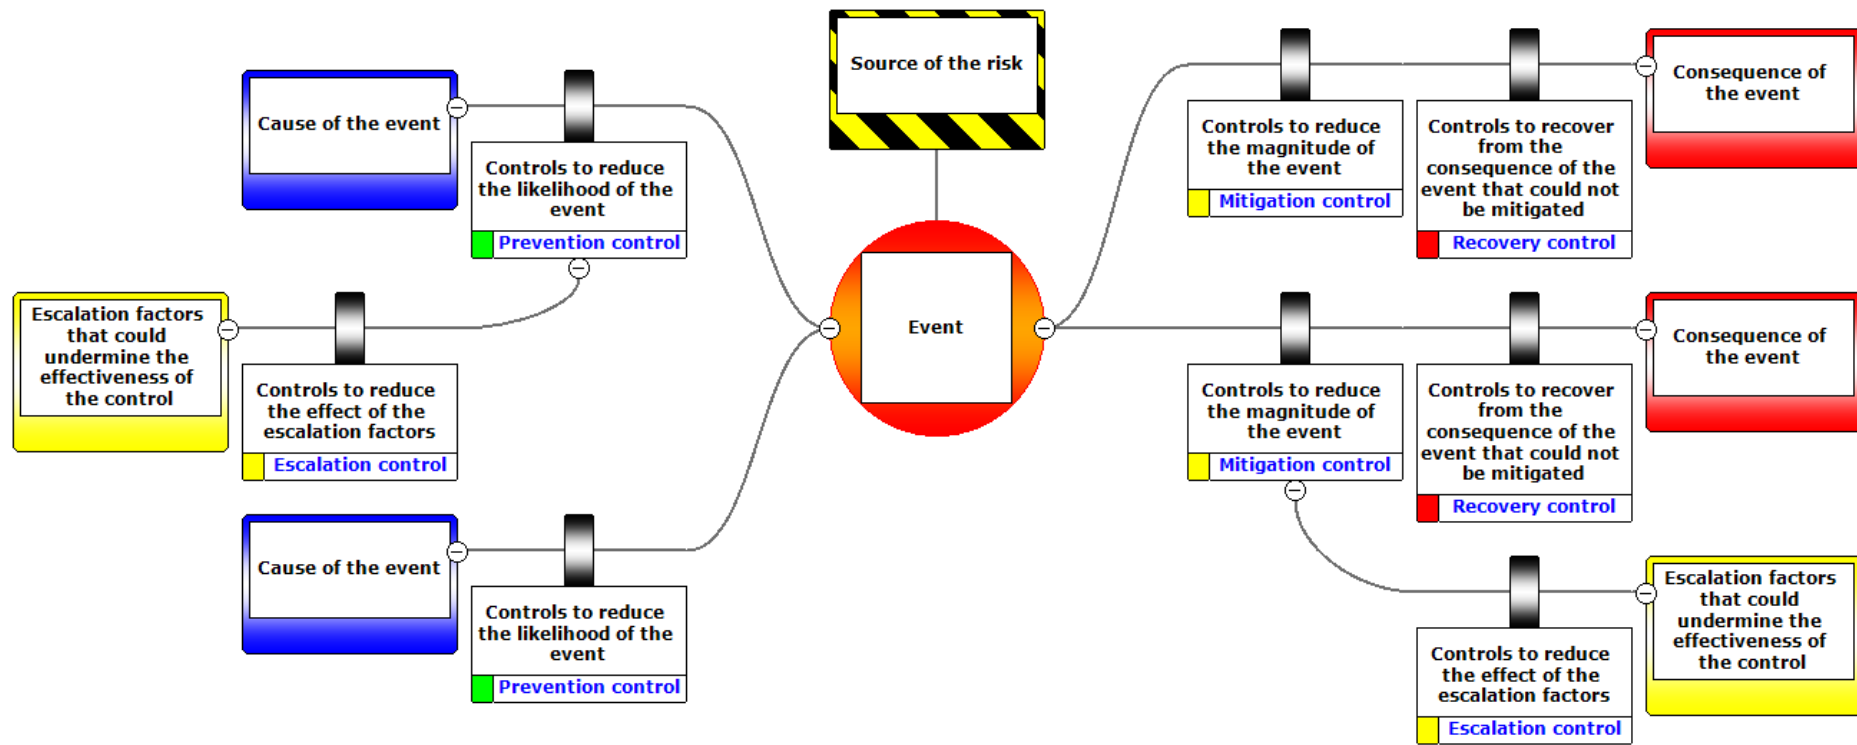 Source of the risk
Cause of the event
Controls to reduce
the likelihood of the
event
Prevention control
Escalation factors
that could
undermine the
effectiveness of
the control
Controls to reduce
the effect of the
escalation factors
Escalation control
Cause of the event
Controls to reduce
the likelihood of the
event
Prevention control
Event
Controls to reduce
the magnitude of
the event
Mitigation control
Controls to recover
from the
consequence of the
event that could not
be mitigated
Recovery control
Consequence of
the event
Controls to reduce
the magnitude of
the event
Mitigation control
Controls to recover
from the
consequence of the
event that could not
be mitigated
Recovery control
Consequence of
the event
Controls to reduce
the effect of the
escalation factors
Escalation control
Escalation factors
that could
undermine the
effectiveness of
the control